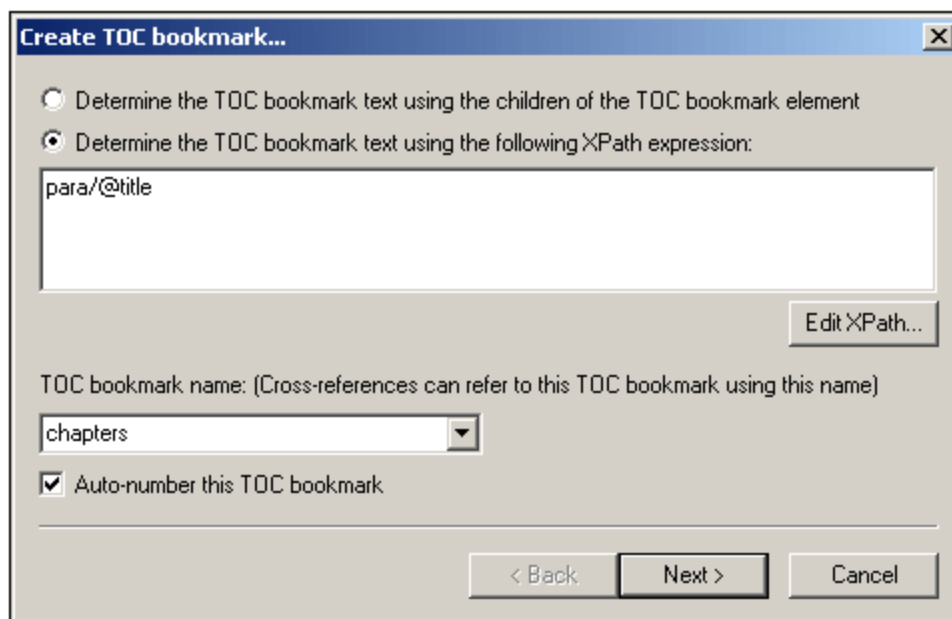 Create TOC bookmark...
Determine the TOC bookmark text using the children of the TOC bookmark element
Determine the TOC bookmark text using the following XPath expression:
para/@title
Edit XPath...
TOC bookmark name: (Cross-references can refer to this TOC bookmark using this name)
chapters
Auto-number this TOC bookmark
< Back Next > Cancel